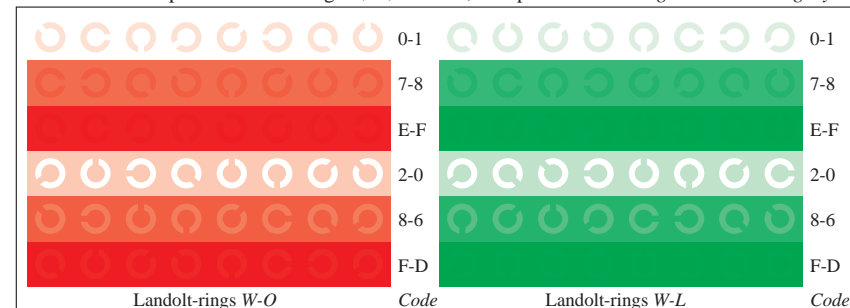 0-1 0-1
7-8 7-8
E-F E-F
2-0 2-0
8-6 8-6
F-D F-D
Landolt-rings W-O Code Landolt-rings W-L Code